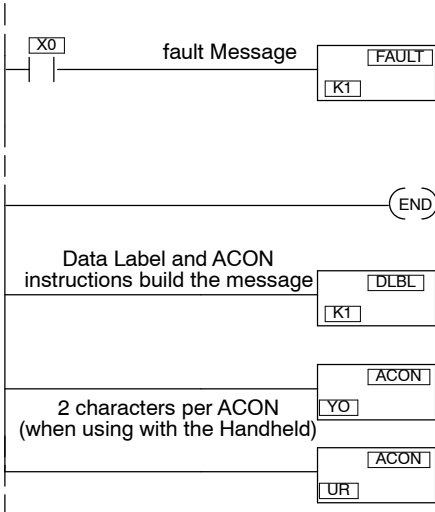 X0
fault Message
FAULT
K1
END
Data Label and ACON
instructions build the message
DLBL
K1
ACON
YO
2 characters per ACON
(when using with the Handheld)
ACON
UR